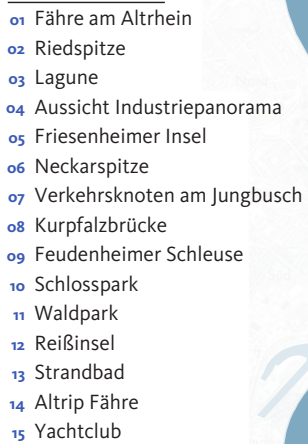 01 Fähre am Altrhein
02 Riedspitze
03 Lagune
04 Aussicht Industriepanorama
05 Friesenheimer Insel
06 Neckarspitze
07 Verkehrsknoten am Jungbusch
08 Kurpfalzbrücke
09 Feudenheimer Schleuse
10 Schlosspark
11 Waldpark
12 Reißinsel
13 Strandbad
14 Altrip Fähre
15 Yachtclub